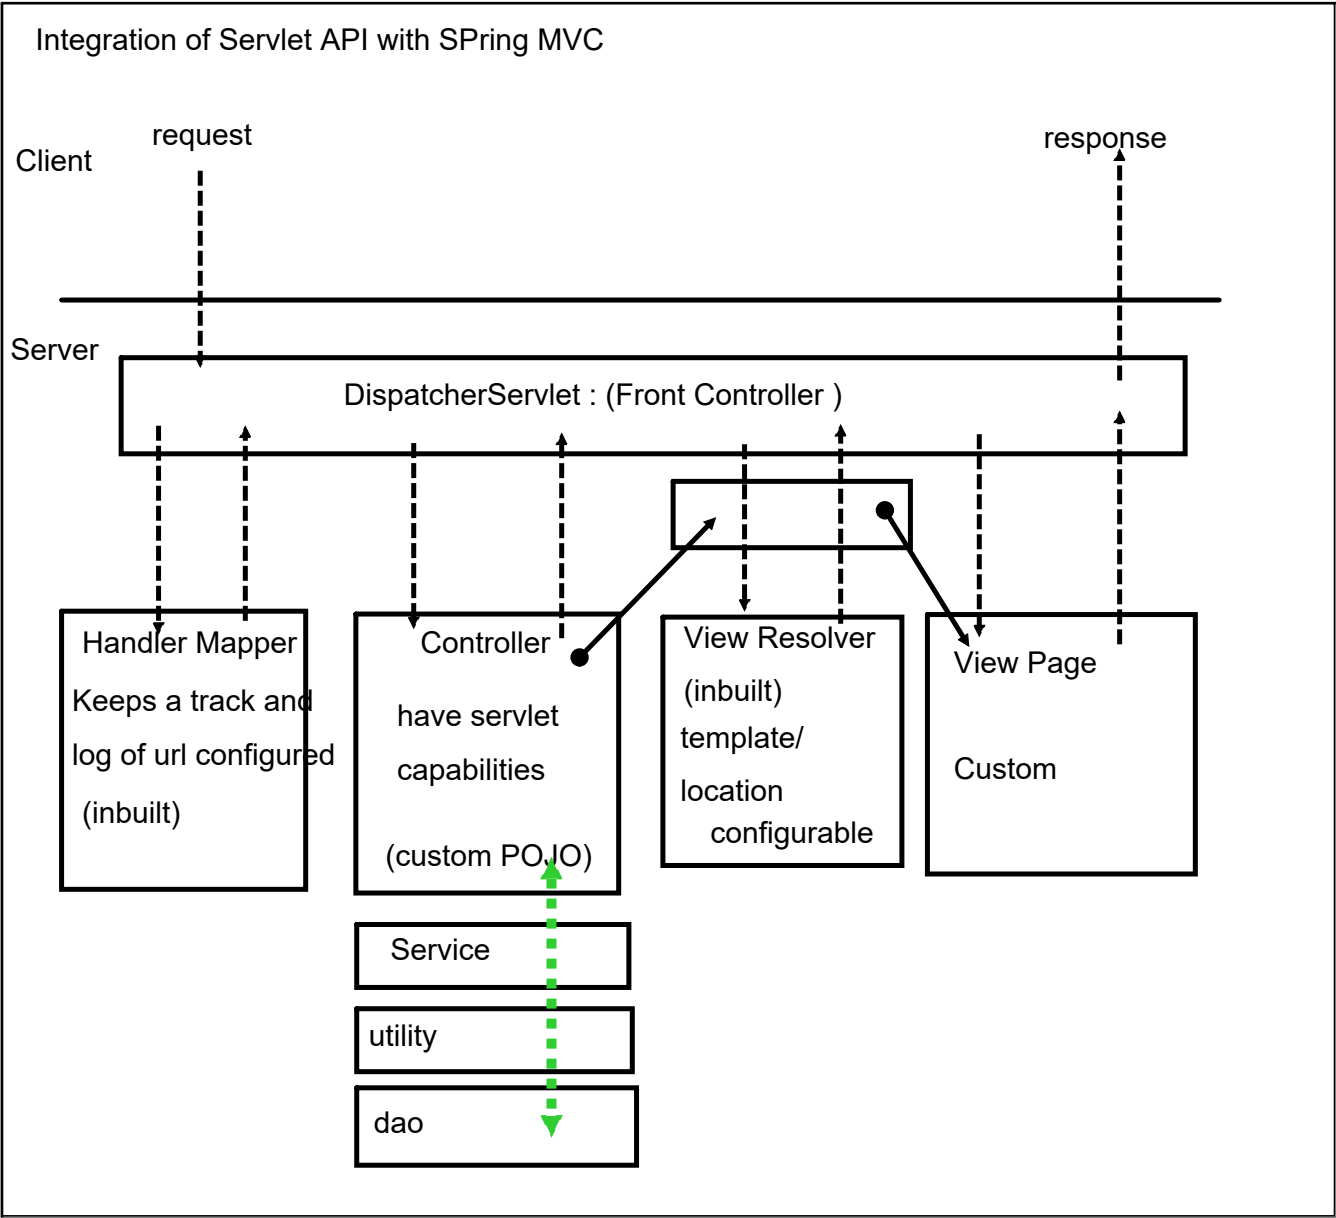 Integration of Servlet API with SPring MVC
request
response
Client
Server
DispatcherServlet : (Front Controller )
Handler Mapper
Keeps a track and
log of url configured
(inbuilt)
Controller
have servlet
capabilities
(custom POJO)
View Resolver
(inbuilt)
template/
location
configurable
View Page
Custom
Service
utility
dao